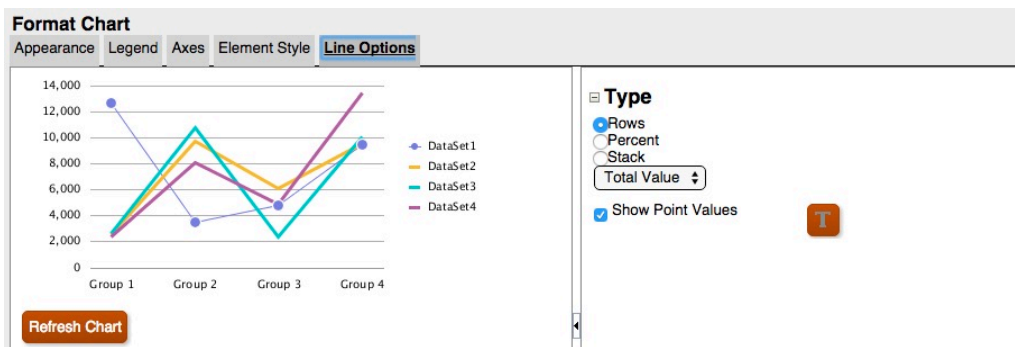 Format Chart
Appearance Legend Axes Element Style Line Options
14,000
12,000
10,000
8,000
6,000
4,000
2,000
0
Group 1 Group 2 Group 3 Group 4
DataSet1
DataSet2
DataSet3
DataSet4
Refresh Chart
Type
Rows
Percent
Stack
Total Value
Show Point Values
T